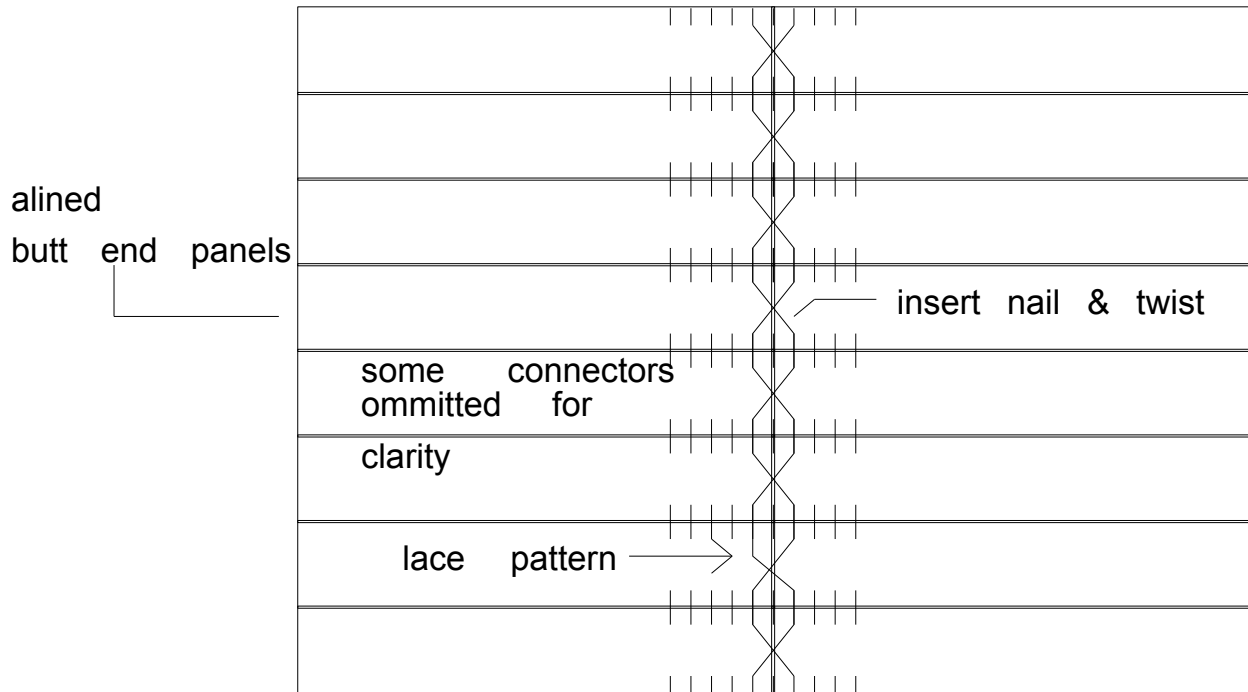 alined
butt end panels
insert nail & twist
some connectors
ommitted for
clarity
lace pattern